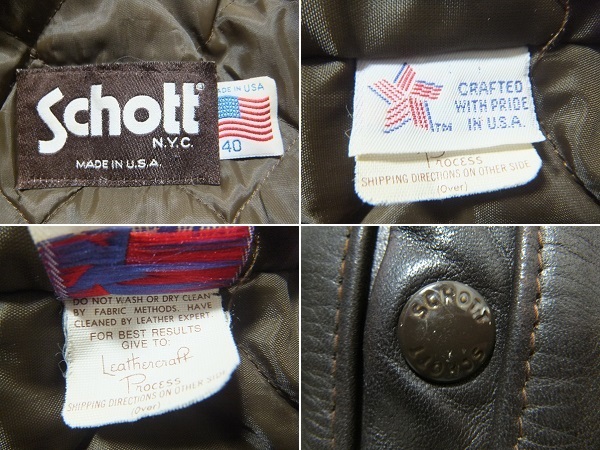 Schott®
N.Y.C.
MADE IN U.S.A.
MADE IN USA
40
CRAFTED
WITH PRIDE
IN U.S.A.
TM
Process
SHIPPING DIRECTIONS ON OTHER SIDE
(Over)
DO NOT WASH OR DRY CLEAN
BY FABRIC METHODS. HAVE
CLEANED BY LEATHER EXPERT.
FOR BEST RESULTS
GIVE TO:
Leathercraft
Process
SHIPPING DIRECTIONS ON OTHER SIDE
(Over)
SCHOTT
SCHOTT